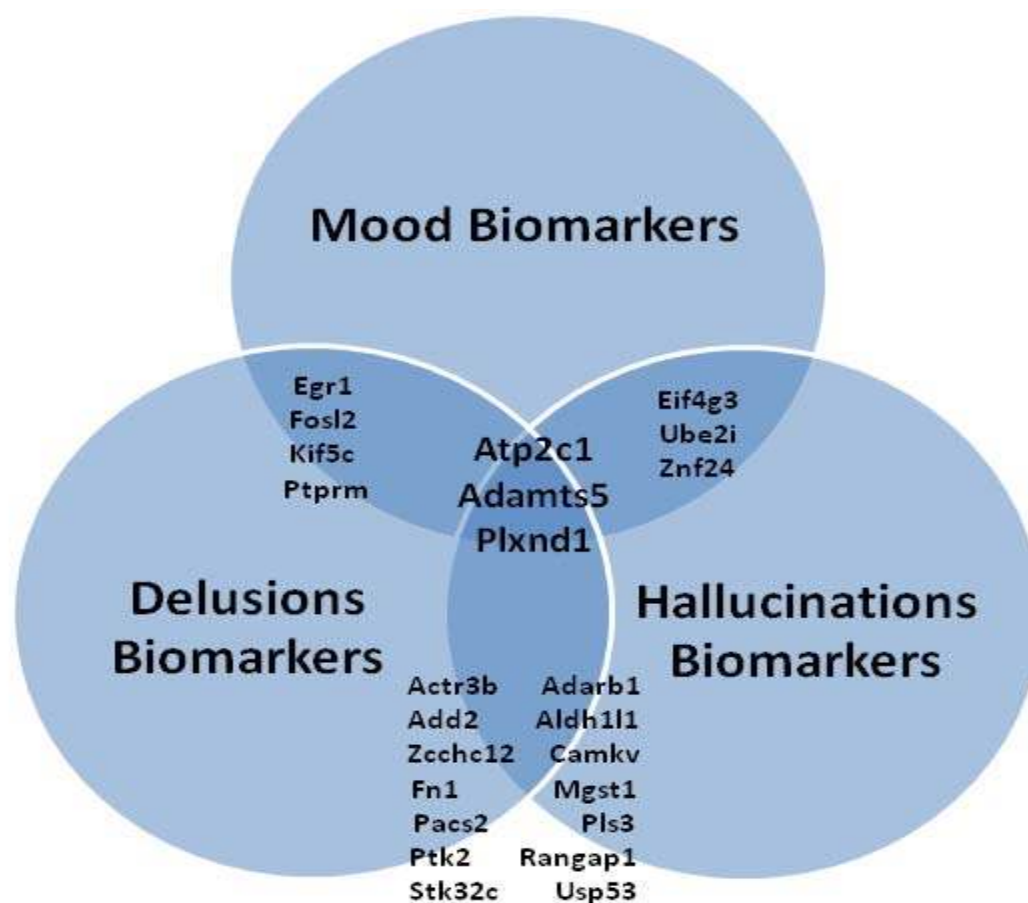 Mood Biomarkers
Egr1
Fosl2
Kif5c
Ptprm
Eif4g3
Ube2i
Znf24
Atp2c1
Adamts5
Plxnd1
Delusions
Biomarkers
Hallucinations
Biomarkers
Actr3b Adarb1
Add2 Aldh1l1
Zcchc12 Camkv
Fn1 Mgst1
Pacs2 Pls3
Ptk2 Rangap1
Stk32c Usp53